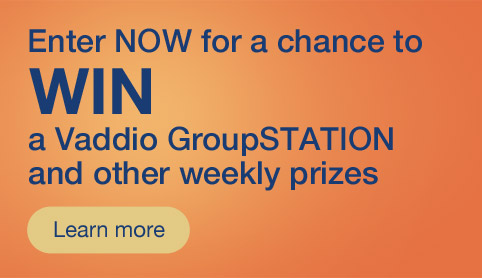 Enter NOW for a chance to
WIN
a Vaddio GroupSTATION
and other weekly prizes
Learn more